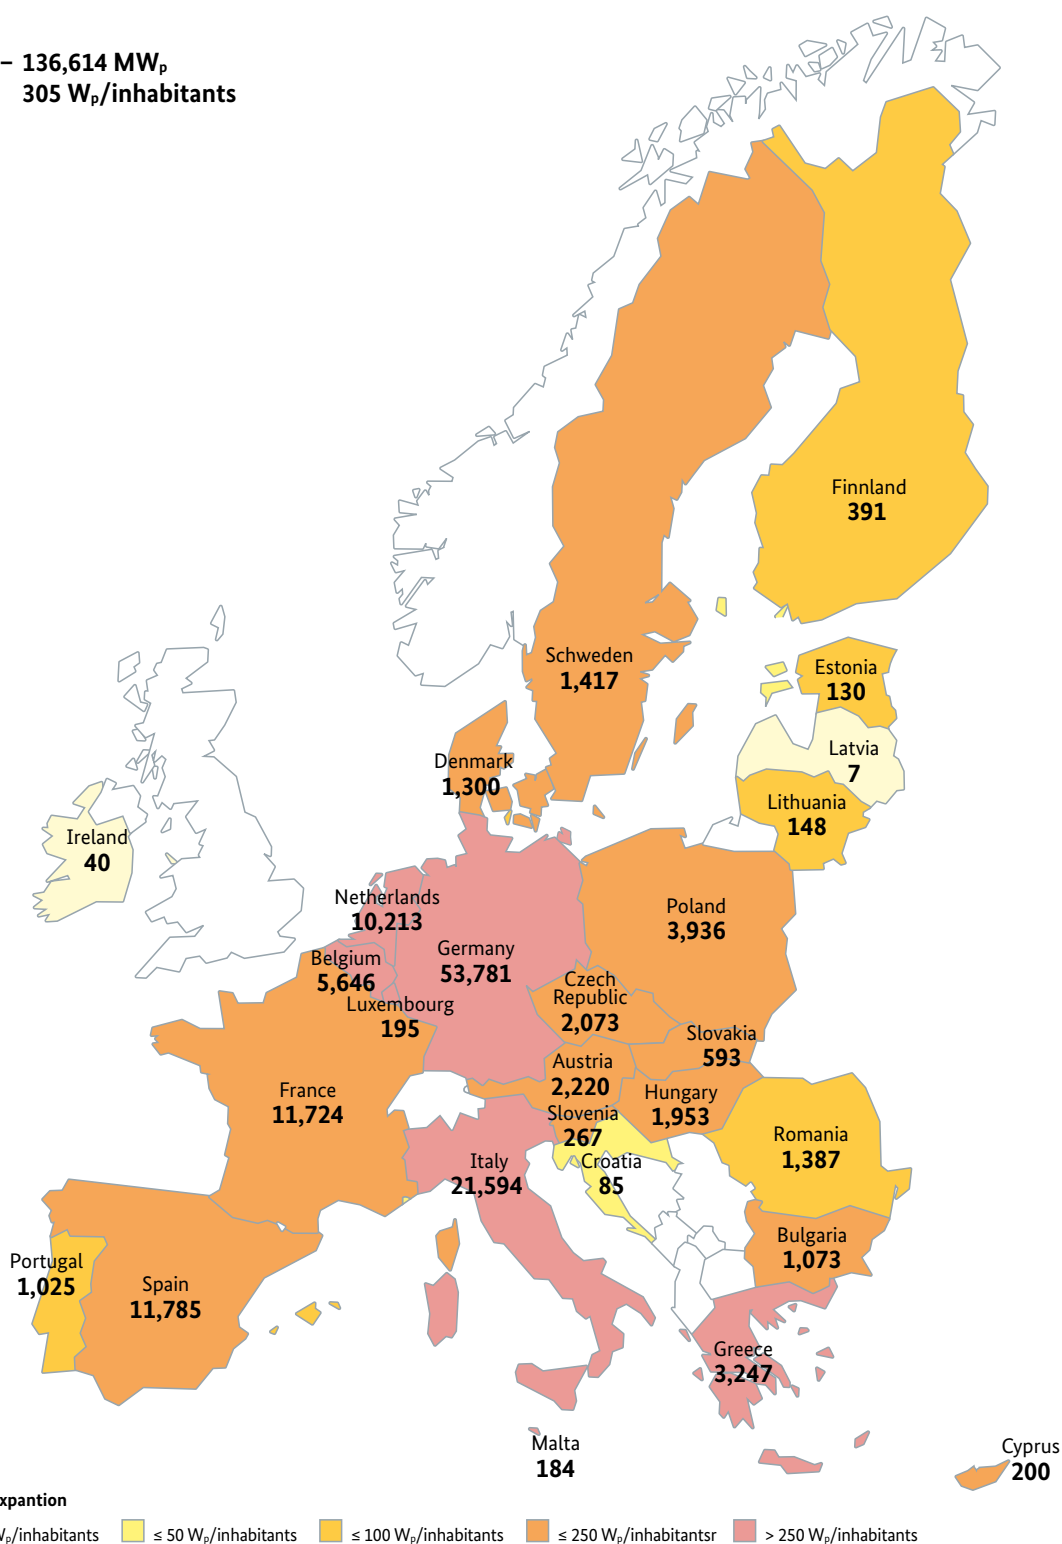 – 136,614 MWₚ
305 Wₚ/inhabitants
Finnland
391
Schweden
1,417
Estonia
130
Latvia
7
Denmark
1,300
Lithuania
148
Ireland
40
Netherlands
10,213
Poland
3,936
Germany
53,781
Belgium
5,646
Czech
Republic
2,073
Luxembourg
195
Slovakia
593
Austria
2,220
France
11,724
Hungary
1,953
Slovenia
267
Romania
1,387
Italy
21,594
Croatia
85
Bulgaria
1,073
Portugal
1,025
Spain
11,785
Greece
3,247
Malta
184
Cyprus
200
xpantion
Wₚ/inhabitants ≤ 50 Wₚ/inhabitants ≤ 100 Wₚ/inhabitants ≤ 250 Wₚ/inhabitantsr > 250 Wₚ/inhabitants